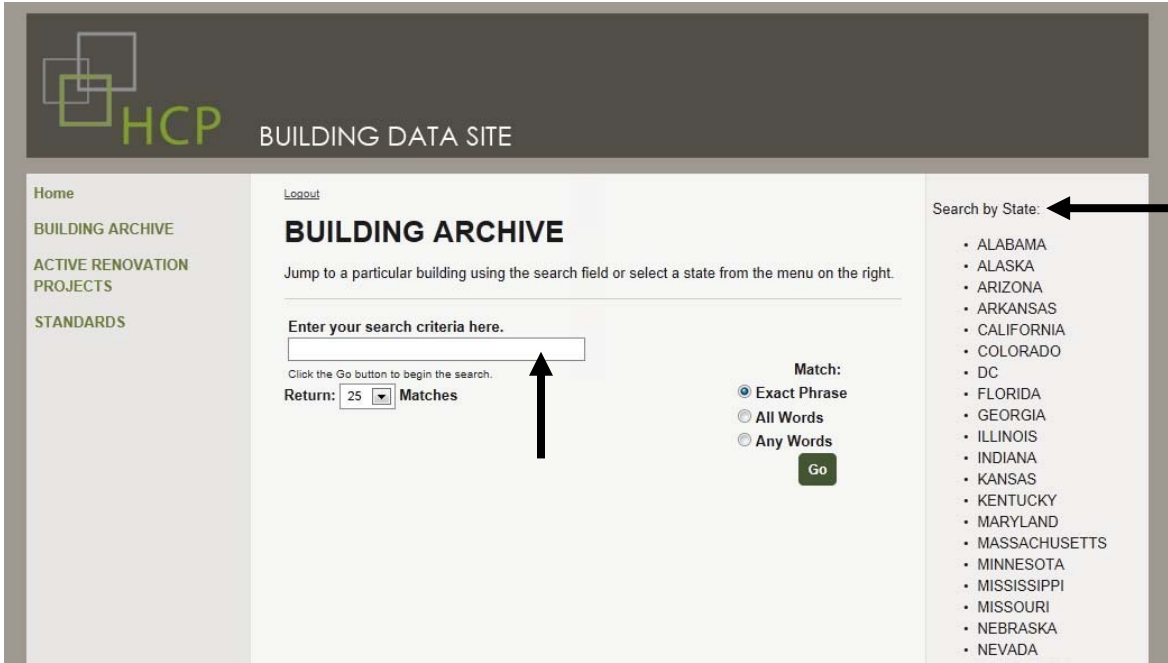 HCP
BUILDING DATA SITE
Home
BUILDING ARCHIVE
ACTIVE RENOVATION
PROJECTS
STANDARDS
Logout
BUILDING ARCHIVE
Jump to a particular building using the search field or select a state from the menu on the right.
Enter your search criteria here.
Click the Go button to begin the search.
Return: 25 Matches
Match:
Exact Phrase
All Words
Any Words
Go
Search by State:
• ALABAMA
• ALASKA
• ARIZONA
• ARKANSAS
• CALIFORNIA
• COLORADO
• DC
• FLORIDA
• GEORGIA
• ILLINOIS
• INDIANA
• KANSAS
• KENTUCKY
• MARYLAND
• MASSACHUSETTS
• MINNESOTA
• MISSISSIPPI
• MISSOURI
• NEBRASKA
• NEVADA